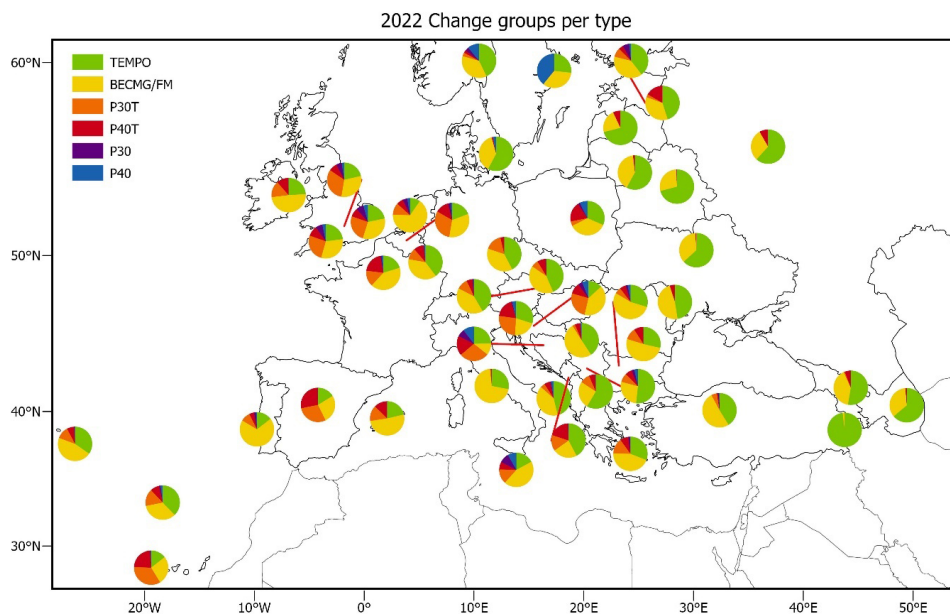 2022 Change groups per type
TEMPO
BECMG/FM
P30T
P40T
P30
P40
60°N
50°N
40°N
30°N
20°W
10°W
0°
10°E
20°E
30°E
40°E
50°E